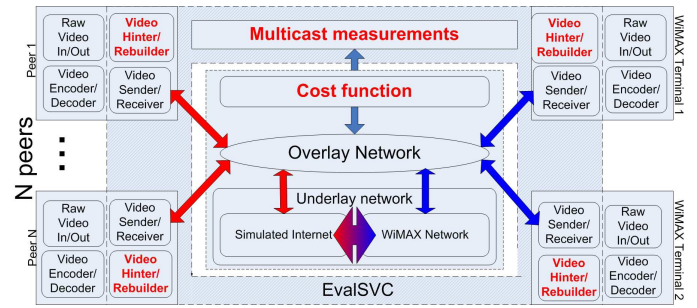 Peer 1
Raw
Video
In/Out
Video
Hinter/
Rebuilder
Video
Encoder/
Decoder
Video
Sender/
Receiver
N peers
Peer N
Raw
Video
In/Out
Video
Sender/
Receiver
Video
Encoder/
Decoder
Video
Hinter/
Rebuilder
Multicast measurements
Cost function
Overlay Network
Underlay network
Simulated Internet
WiMAX Network
EvalSVC
Video
Hinter/
Rebuilder
Raw
Video
In/Out
Video
Sender/
Receiver
Video
Encoder/
Decoder
WiMAX Terminal 1
Video
Sender/
Receiver
Raw
Video
In/Out
Video
Hinter/
Rebuilder
Video
Encoder/
Decoder
WiMAX Terminal 2